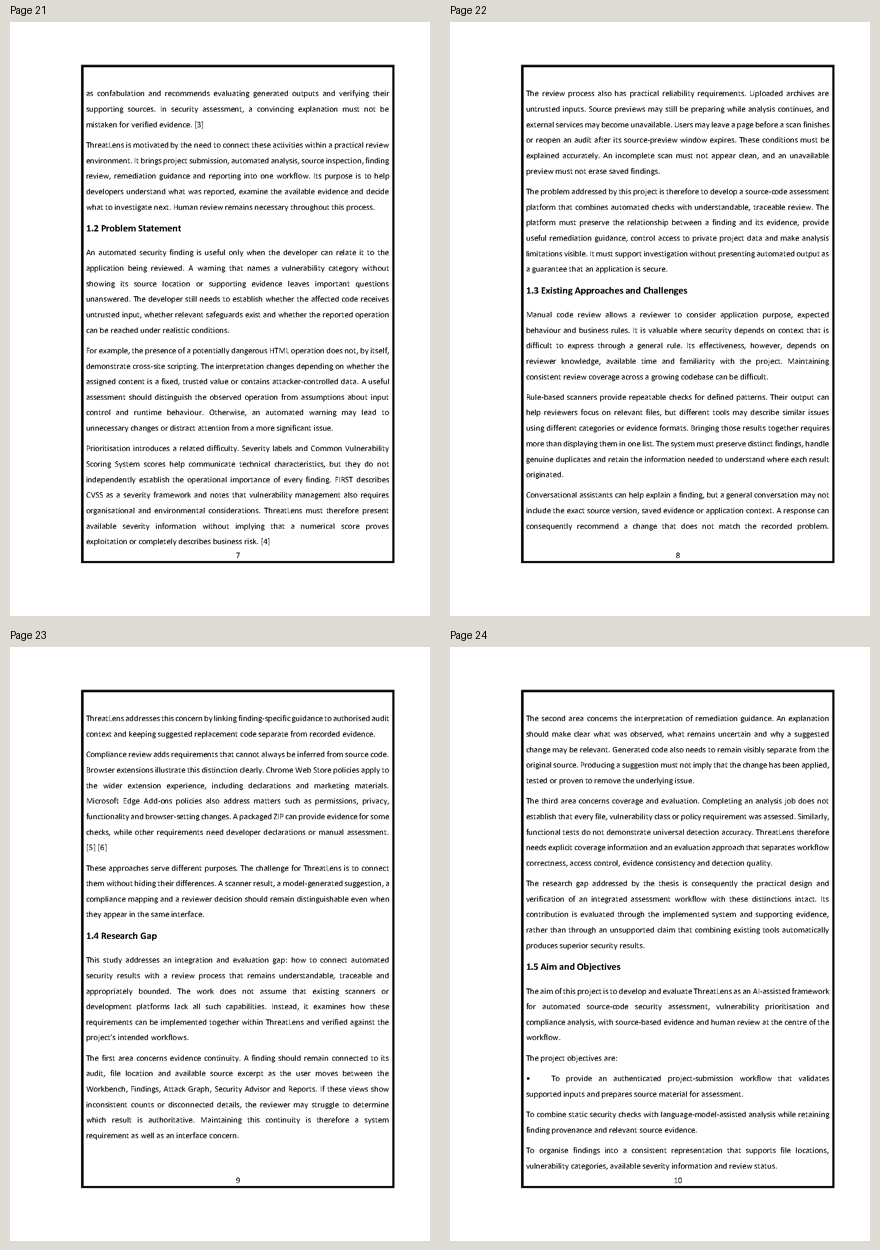 Page 21
as confabulation and recommends evaluating generated outputs and verifying their
supporting sources. In security assessment, a convincing explanation must not be
mistaken for verified evidence. [3]
ThreatLens is motivated by the need to connect these activities within a practical review
environment. It brings project submission, automated analysis, source inspection, finding
review, remediation guidance and reporting into one workflow. Its purpose is to help
developers understand what was reported, examine the available evidence and decide
what to investigate next. Human review remains necessary throughout this process.
1.2 Problem Statement
An automated security finding is useful only when the developer can relate it to the
application being reviewed. A warning that names a vulnerability category without
showing its source location or supporting evidence leaves important questions
unanswered. The developer still needs to establish whether the affected code receives
untrusted input, whether relevant safeguards exist and whether the reported operation
can be reached under realistic conditions.
For example, the presence of a potentially dangerous HTML operation does not, by itself,
demonstrate cross-site scripting. The interpretation changes depending on whether the
assigned content is a fixed, trusted value or contains attacker-controlled data. A useful
assessment should distinguish the observed operation from assumptions about input
control and runtime behaviour. Otherwise, an automated warning may lead to
unnecessary changes or distract attention from a more significant issue.
Prioritisation introduces a related difficulty. Severity labels and Common Vulnerability
Scoring System scores help communicate technical characteristics, but they do not
independently establish the operational importance of every finding. FIRST describes
CVSS as a severity framework and notes that vulnerability management also requires
organisational and environmental considerations. ThreatLens must therefore present
available severity information without implying that a numerical score proves
exploitation or completely describes business risk. [4]
7
Page 22
The review process also has practical reliability requirements. Uploaded archives are
untrusted inputs. Source previews may still be preparing while analysis continues, and
external services may become unavailable. Users may leave a page before a scan finishes
or reopen an audit after its source-preview window expires. These conditions must be
explained accurately. An incomplete scan must not appear clean, and an unavailable
preview must not erase saved findings.
The problem addressed by this project is therefore to develop a source-code assessment
platform that combines automated checks with understandable, traceable review. The
platform must preserve the relationship between a finding and its evidence, provide
useful remediation guidance, control access to private project data and make analysis
limitations visible. It must support investigation without presenting automated output as
a guarantee that an application is secure.
1.3 Existing Approaches and Challenges
Manual code review allows a reviewer to consider application purpose, expected
behaviour and business rules. It is valuable where security depends on context that is
difficult to express through a general rule. Its effectiveness, however, depends on
reviewer knowledge, available time and familiarity with the project. Maintaining
consistent review coverage across a growing codebase can be difficult.
Rule-based scanners provide repeatable checks for defined patterns. Their output can
help reviewers focus on relevant files, but different tools may describe similar issues
using different categories or evidence formats. Bringing those results together requires
more than displaying them in one list. The system must preserve distinct findings, handle
genuine duplicates and retain the information needed to understand where each result
originated.
Conversational assistants can help explain a finding, but a general conversation may not
include the exact source version, saved evidence or application context. A response can
consequently recommend a change that does not match the recorded problem.
8
Page 23
ThreatLens addresses this concern by linking finding-specific guidance to authorised audit
context and keeping suggested replacement code separate from recorded evidence.
Compliance review adds requirements that cannot always be inferred from source code.
Browser extensions illustrate this distinction clearly. Chrome Web Store policies apply to
the wider extension experience, including declarations and marketing materials.
Microsoft Edge Add-ons policies also address matters such as permissions, privacy,
functionality and browser-setting changes. A packaged ZIP can provide evidence for some
checks, while other requirements need developer declarations or manual assessment.
[5] [6]
These approaches serve different purposes. The challenge for ThreatLens is to connect
them without hiding their differences. A scanner result, a model-generated suggestion, a
compliance mapping and a reviewer decision should remain distinguishable even when
they appear in the same interface.
1.4 Research Gap
This study addresses an integration and evaluation gap: how to connect automated
security results with a review process that remains understandable, traceable and
appropriately bounded. The work does not assume that existing scanners or
development platforms lack all such capabilities. Instead, it examines how these
requirements can be implemented together within ThreatLens and verified against the
project's intended workflows.
The first area concerns evidence continuity. A finding should remain connected to its
audit, file location and available source excerpt as the user moves between the
Workbench, Findings, Attack Graph, Security Advisor and Reports. If these views show
inconsistent counts or disconnected details, the reviewer may struggle to determine
which result is authoritative. Maintaining this continuity is therefore a system
requirement as well as an interface concern.
9
Page 24
The second area concerns the interpretation of remediation guidance. An explanation
should make clear what was observed, what remains uncertain and why a suggested
change may be relevant. Generated code also needs to remain visibly separate from the
original source. Producing a suggestion must not imply that the change has been applied,
tested or proven to remove the underlying issue.
The third area concerns coverage and evaluation. Completing an analysis job does not
establish that every file, vulnerability class or policy requirement was assessed. Similarly,
functional tests do not demonstrate universal detection accuracy. ThreatLens therefore
needs explicit coverage information and an evaluation approach that separates workflow
correctness, access control, evidence consistency and detection quality.
The research gap addressed by the thesis is consequently the practical design and
verification of an integrated assessment workflow with these distinctions intact. Its
contribution is evaluated through the implemented system and supporting evidence,
rather than through an unsupported claim that combining existing tools automatically
produces superior security results.
1.5 Aim and Objectives
The aim of this project is to develop and evaluate ThreatLens as an AI-assisted framework
for automated source-code security assessment, vulnerability prioritisation and
compliance analysis, with source-based evidence and human review at the centre of the
workflow.
The project objectives are:
• To provide an authenticated project-submission workflow that validates
supported inputs and prepares source material for assessment.
To combine static security checks with language-model-assisted analysis while retaining
finding provenance and relevant source evidence.
To organise findings into a consistent representation that supports file locations,
vulnerability categories, available severity information and review status.
10